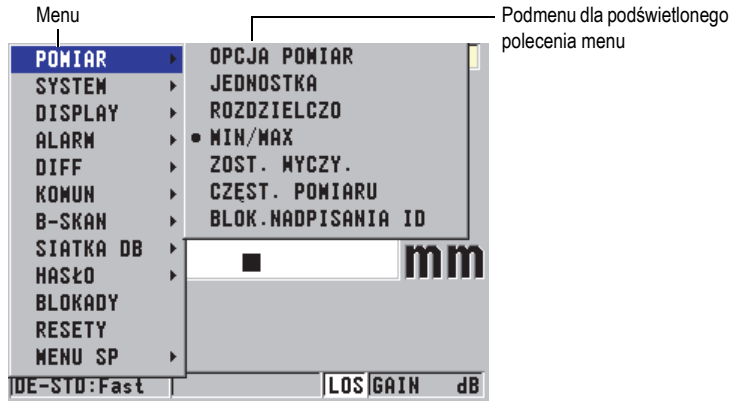 Menu
Podmenu dla podświetlonego
polecenia menu
POMIAR
SYSTEM
DISPLAY
ALARM
DIFF
KOMUN
B-SKAN
SIATKA DB
HASŁO
BLOKADY
RESETY
MENU SP
OPCJA POMIAR
JEDNOSTKA
ROZDZIELCZO
MIN/MAX
ZOST. WYCZY.
CZĘST. POMIARU
BLOK.NADPISANIA ID
mm
DE-STD:Fast
LOS GAIN dB